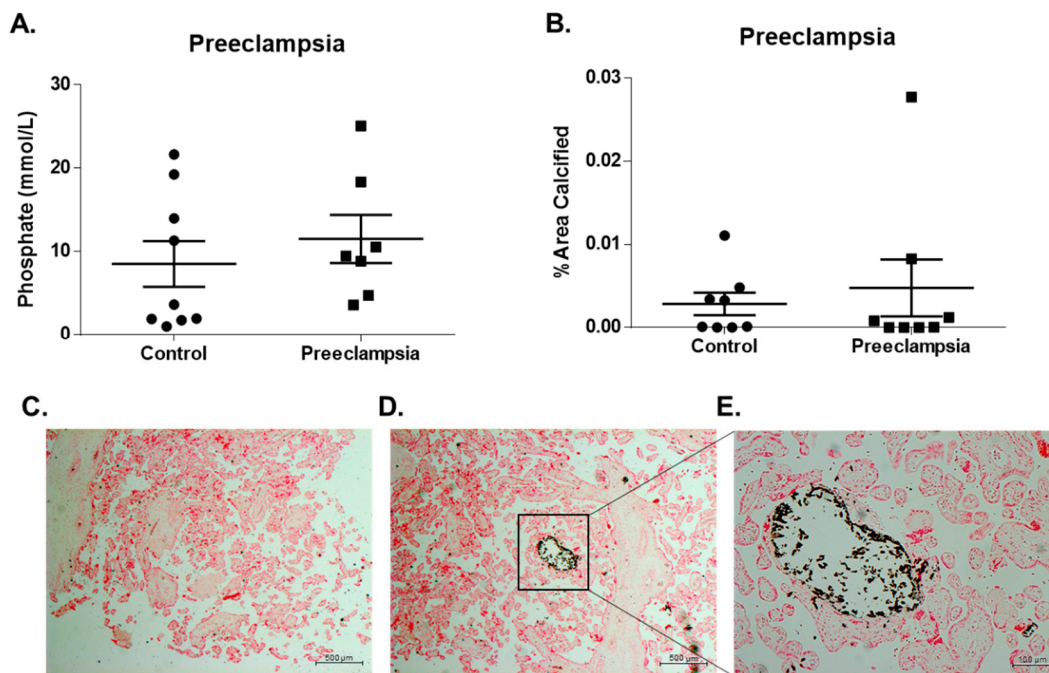 A.
Preeclampsia
Phosphate (mmol/L)
30
20
10
0
Control
Preeclampsia
B.
Preeclampsia
% Area Calcified
0.03
0.02
0.01
0.00
Control
Preeclampsia
C.
500 µm
D.
500 µm
E.
100 µm